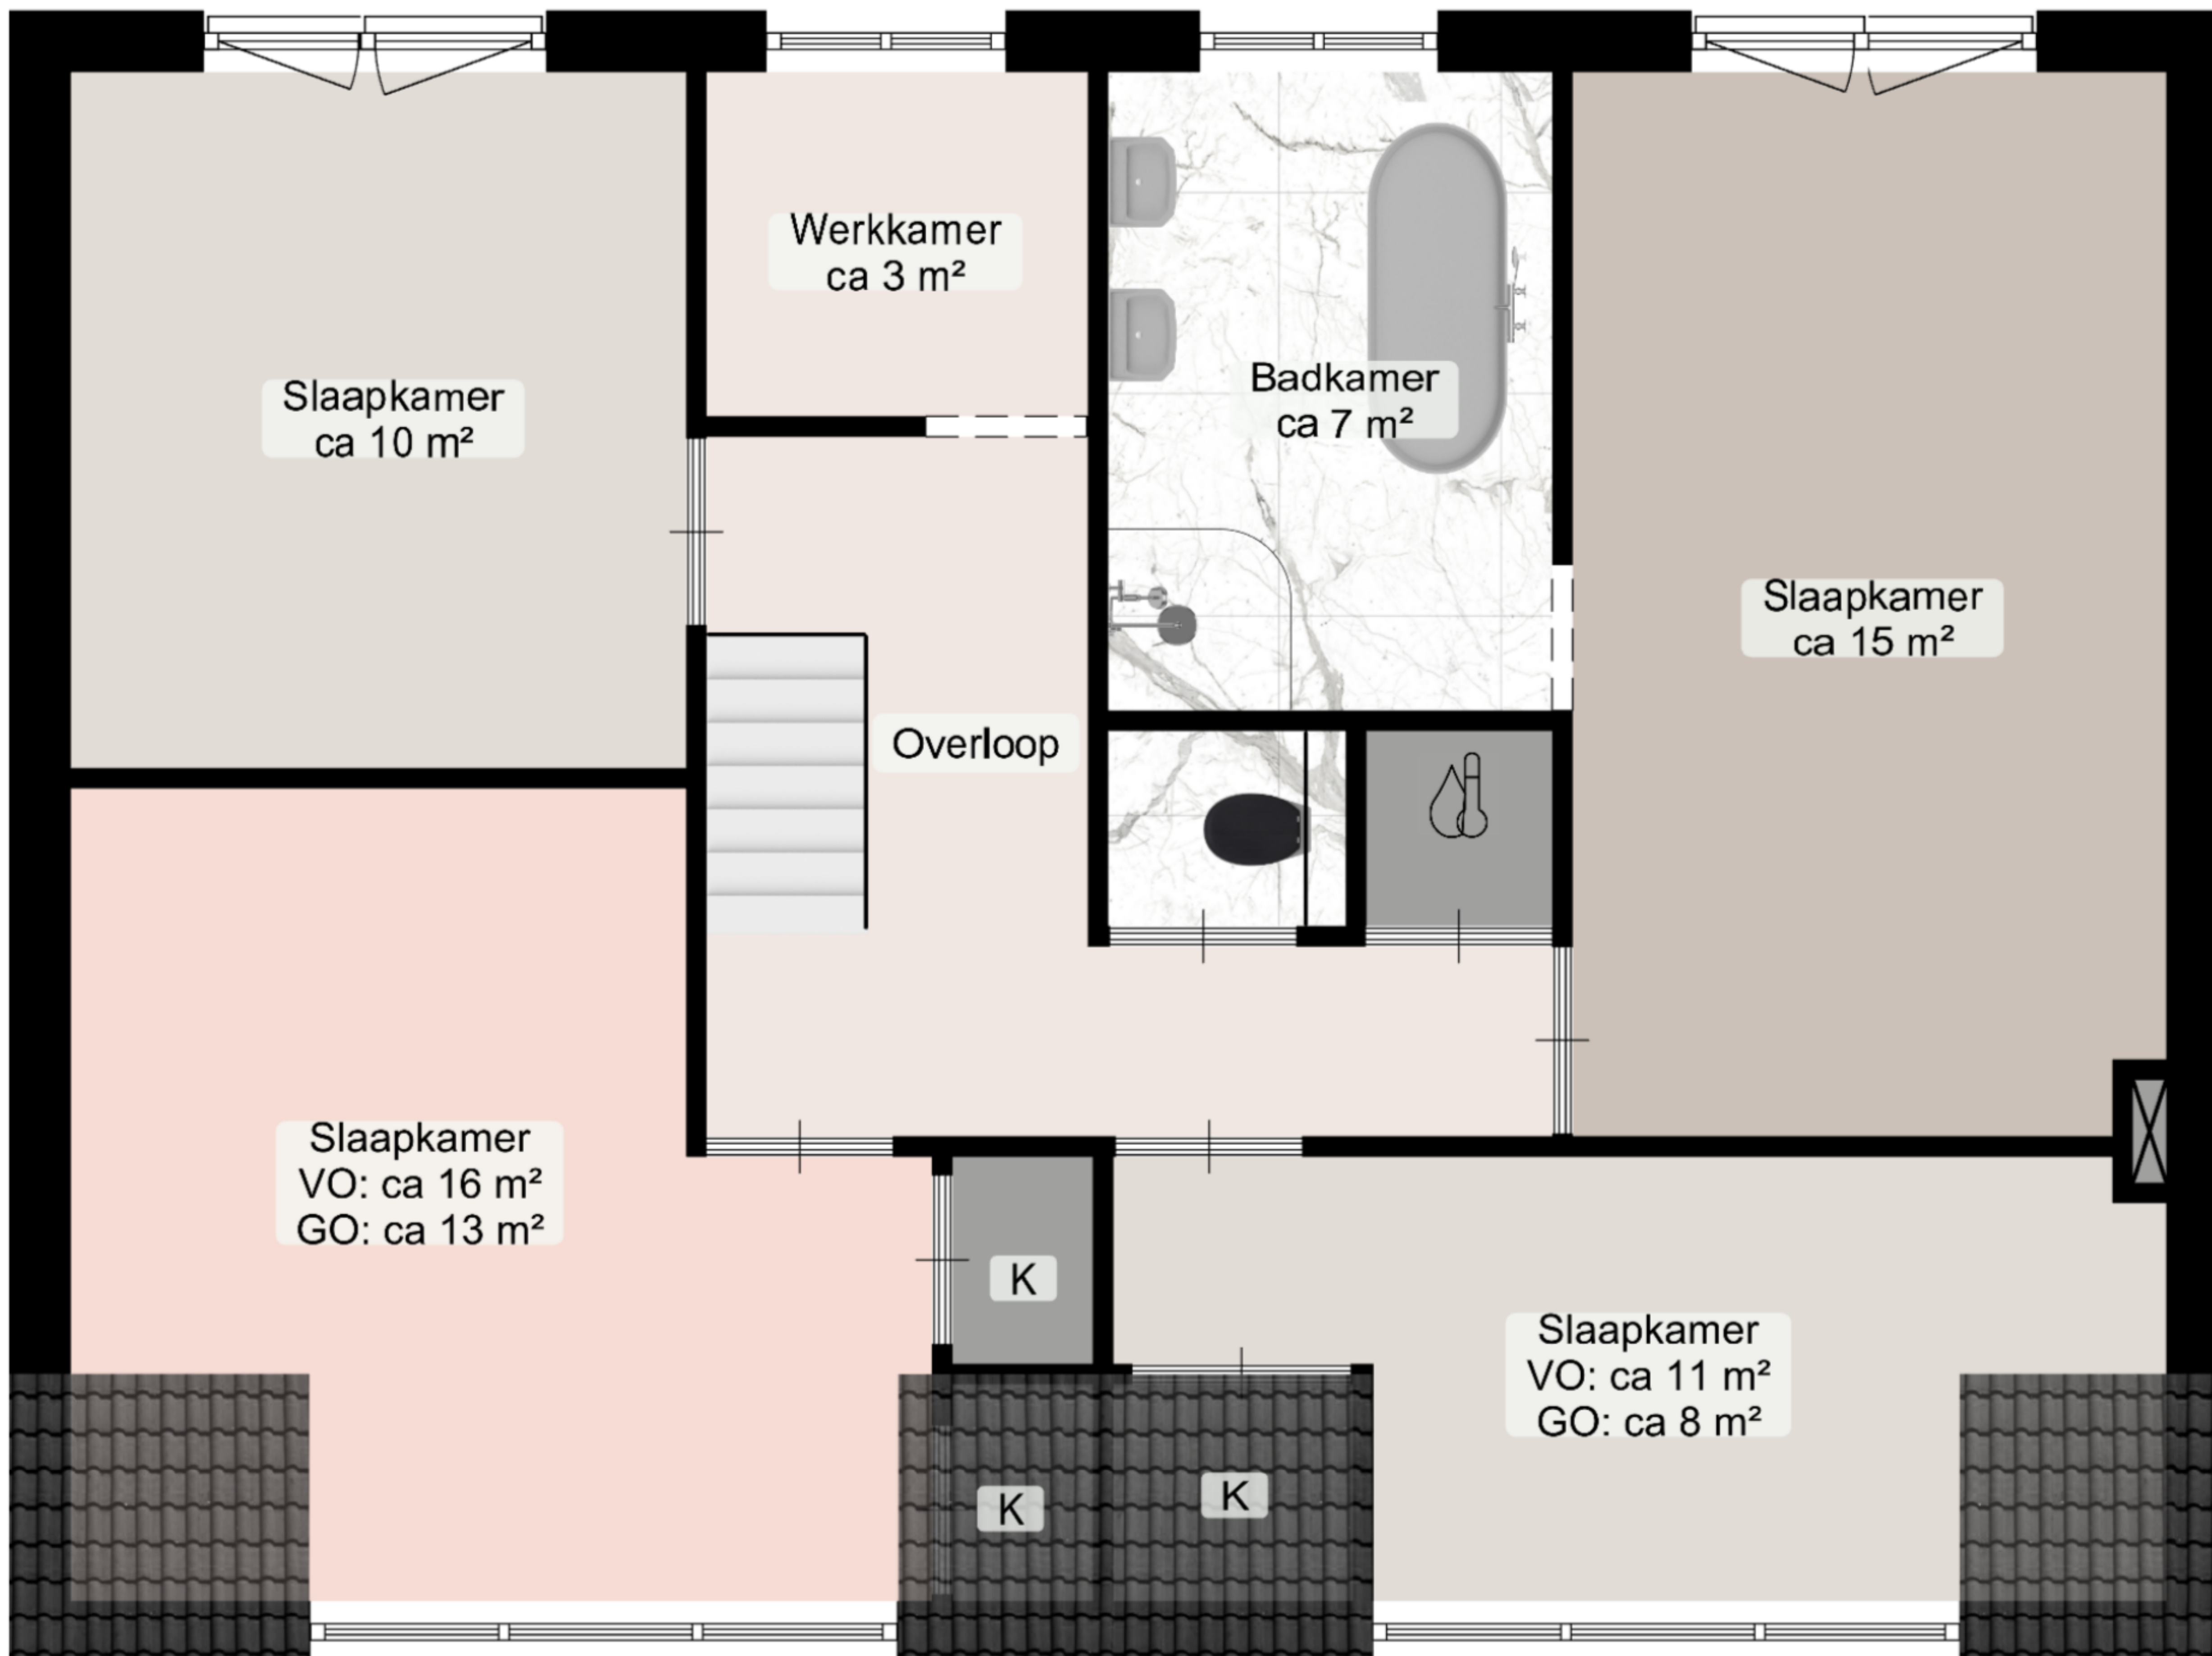 Werkkamer
ca 3 m²
Slaapkamer
ca 10 m²
Badkamer
ca 7 m²
Slaapkamer
ca 15 m²
Overloop
Slaapkamer
VO: ca 16 m²
GO: ca 13 m²
K
Slaapkamer
VO: ca 11 m²
GO: ca 8 m²
K
K